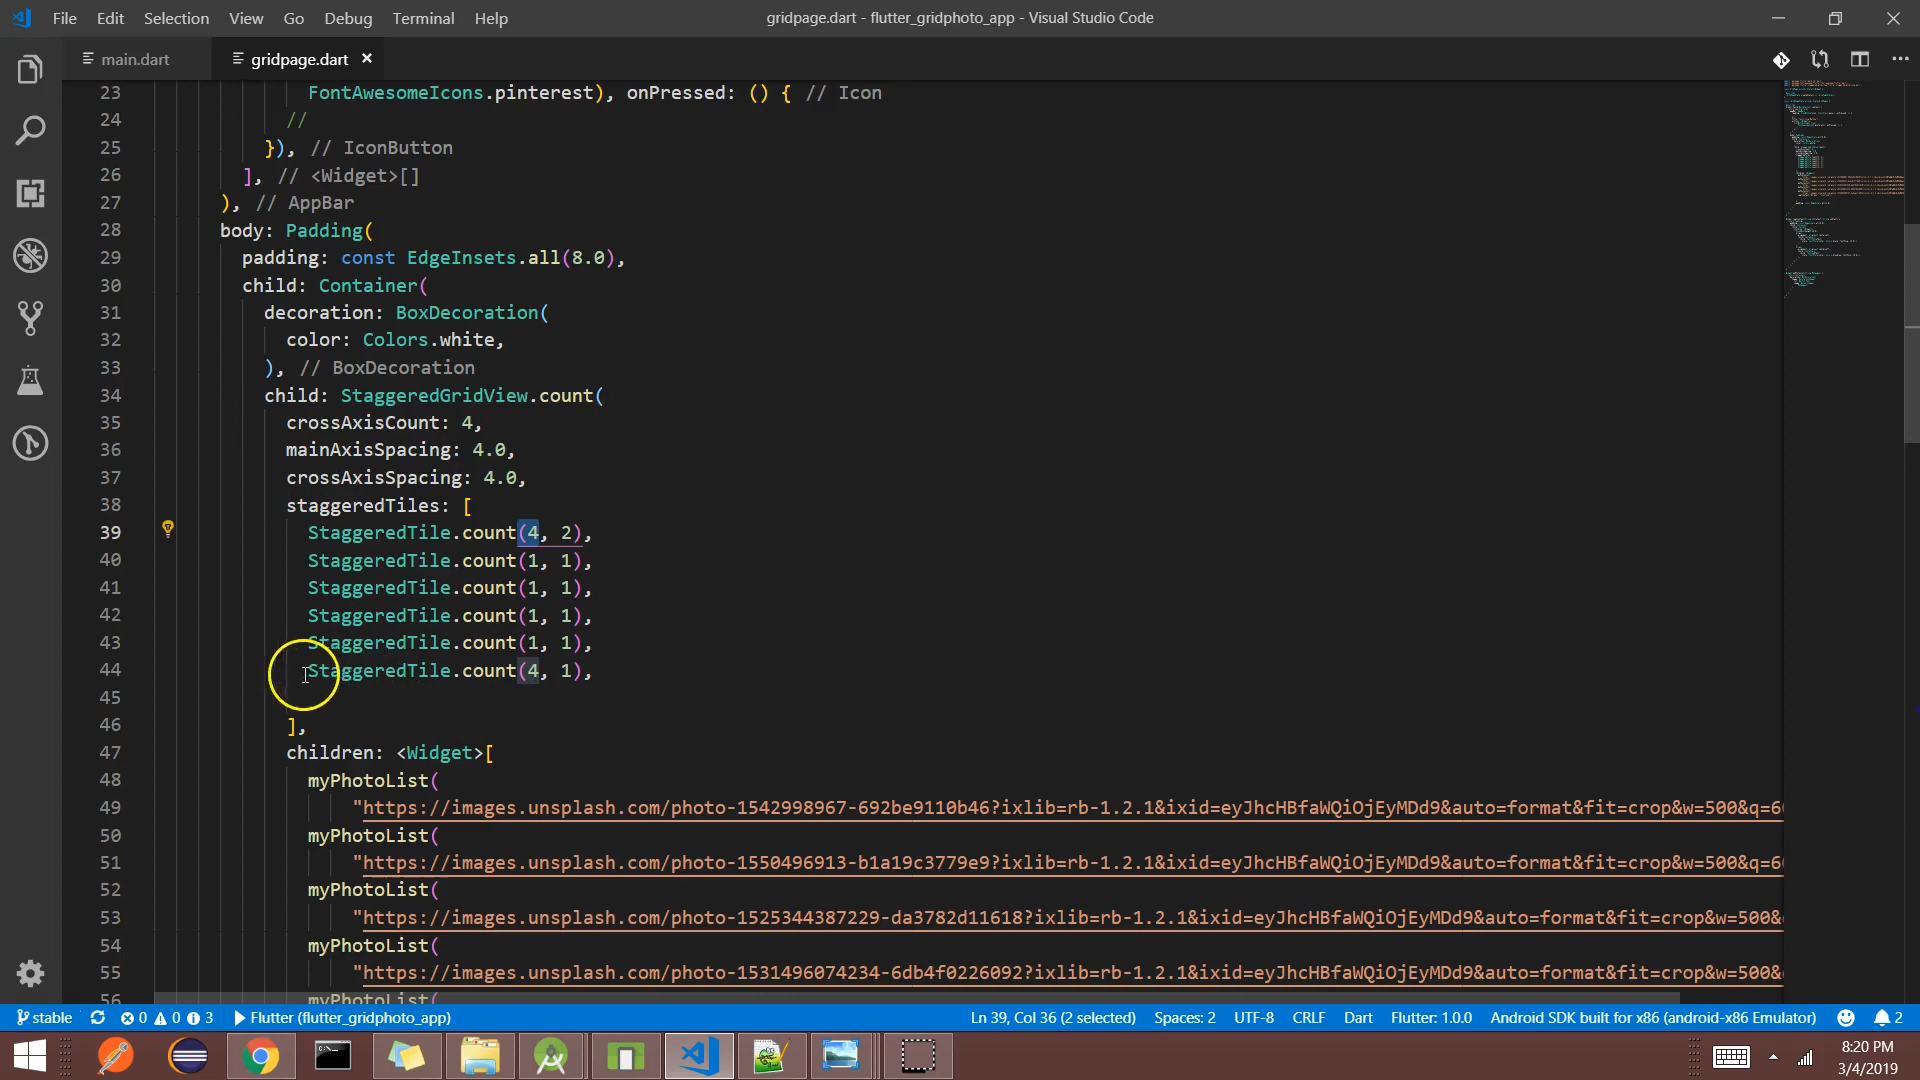 File Edit Selection View Go Debug Terminal Help
gridpage.dart - flutter_gridphoto_app - Visual Studio Code
main.dart
gridpage.dart ×
23 FontAwesomeIcons.pinterest), onPressed: () { // Icon
24 //
25 }), // IconButton
26 ], // <Widget>[]
27 ), // AppBar
28 body: Padding(
29 padding: const EdgeInsets.all(8.0),
30 child: Container(
31 decoration: BoxDecoration(
32 color: Colors.white,
33 ), // BoxDecoration
34 child: StaggeredGridView.count(
35 crossAxisCount: 4,
36 mainAxisSpacing: 4.0,
37 crossAxisSpacing: 4.0,
38 staggeredTiles: [
39 StaggeredTile.count(4, 2),
40 StaggeredTile.count(1, 1),
41 StaggeredTile.count(1, 1),
42 StaggeredTile.count(1, 1),
43 StaggeredTile.count(1, 1),
44 StaggeredTile.count(4, 1),
45
46 ],
47 children: <Widget>[
48 myPhotoList(
49 "https://images.unsplash.com/photo-1542998967-692be9110b46?ixlib=rb-1.2.1&ixid=eyJhcHBfaWQiOjEyMDd9&auto=format&fit=crop&w=500&q=6
50 myPhotoList(
51 "https://images.unsplash.com/photo-1550496913-b1a19c3779e9?ixlib=rb-1.2.1&ixid=eyJhcHBfaWQiOjEyMDd9&auto=format&fit=crop&w=500&q=6
52 myPhotoList(
53 "https://images.unsplash.com/photo-1525344387229-da3782d11618?ixlib=rb-1.2.1&ixid=eyJhcHBfaWQiOjEyMDd9&auto=format&fit=crop&w=500&
54 myPhotoList(
55 "https://images.unsplash.com/photo-1531496074234-6db4f0226092?ixlib=rb-1.2.1&ixid=eyJhcHBfaWQiOjEyMDd9&auto=format&fit=crop&w=500&
56 myPhotoList(
stable 0 0 3 Flutter (flutter_gridphoto_app) Ln 39, Col 36 (2 selected) Spaces: 2 UTF-8 CRLF Dart Flutter: 1.0.0 Android SDK built for x86 (android-x86 Emulator) 2
8:20 PM
3/4/2019